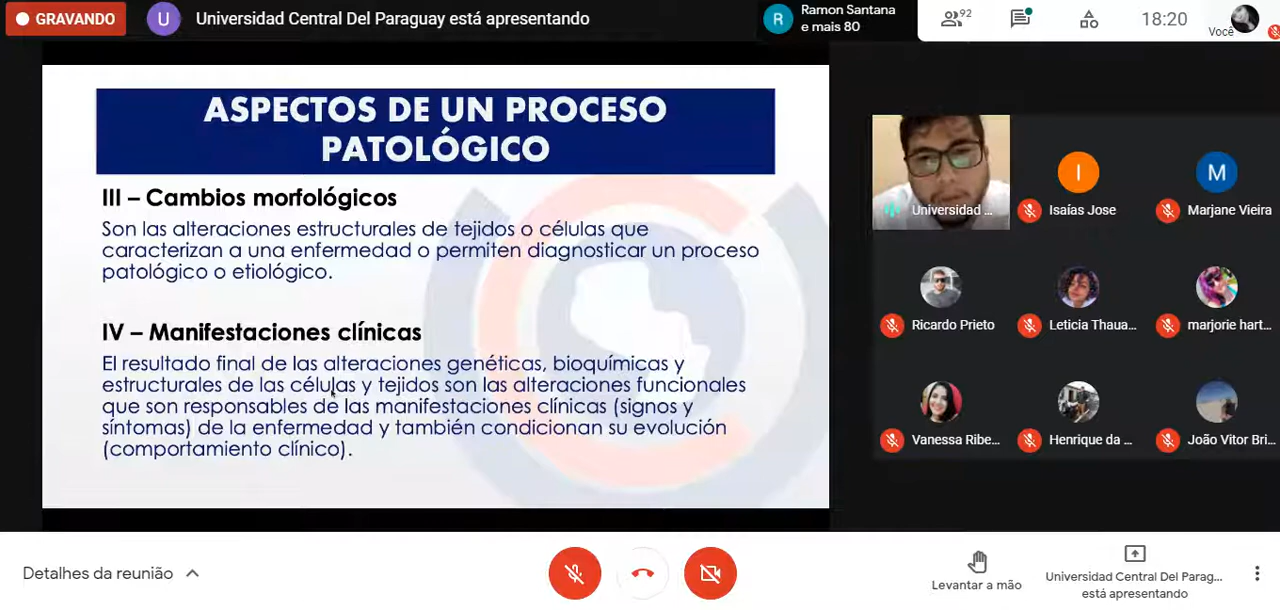 GRAVANDO
U
Universidad Central Del Paraguay está apresentando
R
Ramon Santana
e mais 80
92
18:20
Você
ASPECTOS DE UN PROCESO
PATOLÓGICO
III – Cambios morfológicos
Son las alteraciones estructurales de tejidos o células que
caracterizan a una enfermedad o permiten diagnosticar un proceso
patológico o etiológico.
IV – Manifestaciones clínicas
El resultado final de las alteraciones genéticas, bioquímicas y
estructurales de las células y tejidos son las alteraciones funcionales
que son responsables de las manifestaciones clínicas (signos y
síntomas) de la enfermedad y también condicionan su evolución
(comportamiento clínico).
Universidad ...
I
Isaías Jose
M
Marjane Vieira
Ricardo Prieto
Leticia Thaua...
marjorie hart...
Vanessa Ribe...
Henrique da ...
João Vitor Bri...
Detalhes da reunião
Levantar a mão
Universidad Central Del Parag...
está apresentando